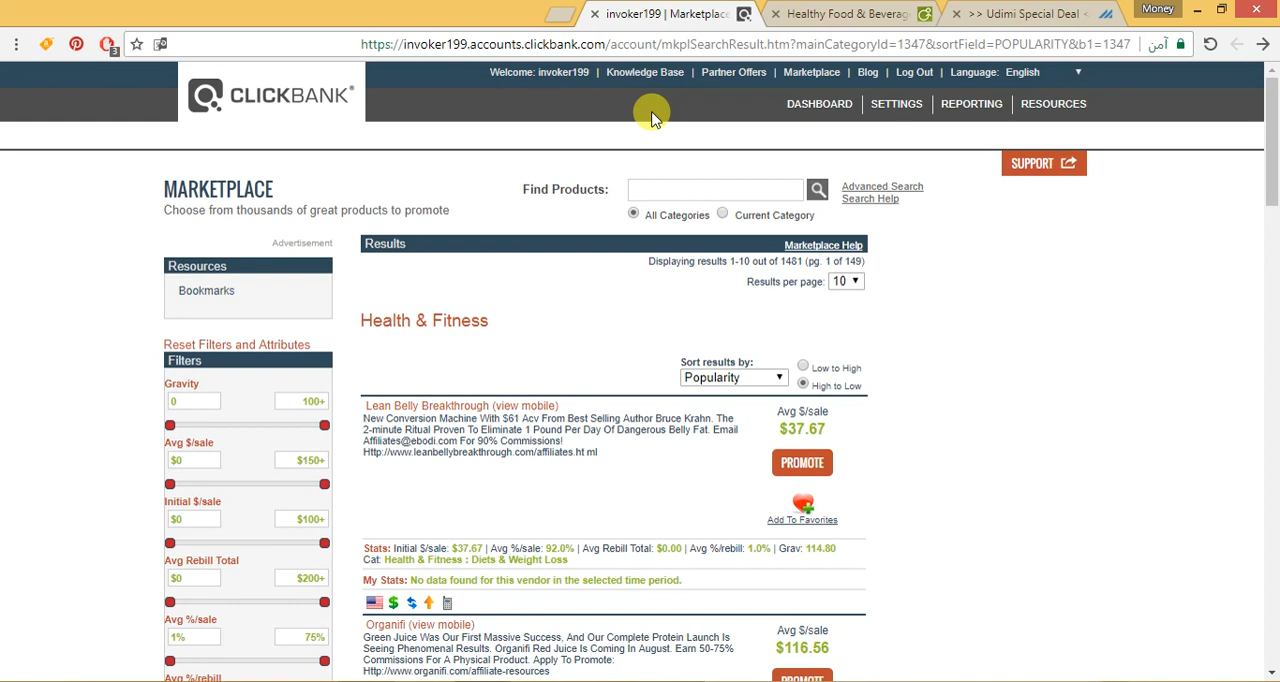 invoker199 | Marketplace
Healthy Food & Beverag
>> Udimi Special Deal <
Money
3
https://invoker199.accounts.clickbank.com/account/mkplSearchResult.htm?mainCategoryId=1347&sortField=POPULARITY&b1=1347
آمن
Welcome: invoker199 | Knowledge Base | Partner Offers | Marketplace | Blog | Log Out | Language: English
CLICKBANK®
DASHBOARD
SETTINGS
REPORTING
RESOURCES
SUPPORT
MARKETPLACE
Choose from thousands of great products to promote
Find Products:
Advanced Search
Search Help
All Categories
Current Category
Advertisement
Resources
Bookmarks
Results
Marketplace Help
Displaying results 1-10 out of 1481 (pg. 1 of 149)
Results per page: 10
Health & Fitness
Sort results by:
Popularity
Low to High
High to Low
Reset Filters and Attributes
Filters
Gravity
0
100+
Avg $/sale
$0
$150+
Initial $/sale
$0
$100+
Avg Rebill Total
$0
$200+
Avg %/sale
1%
75%
Avg %/rebill
Lean Belly Breakthrough (view mobile)
New Conversion Machine With $61 Acv From Best Selling Author Bruce Krahn. The
2-minute Ritual Proven To Eliminate 1 Pound Per Day Of Dangerous Belly Fat. Email
Affiliates@ebodi.com For 90% Commissions!
Http://www.leanbellybreakthrough.com/affiliates.ht ml
Avg $/sale
$37.67
PROMOTE
Add To Favorites
Stats: Initial $/sale: $37.67 | Avg %/sale: 92.0% | Avg Rebill Total: $0.00 | Avg %/rebill: 1.0% | Grav: 114.80
Cat: Health & Fitness : Diets & Weight Loss
My Stats: No data found for this vendor in the selected time period.
Organifi (view mobile)
Green Juice Was Our First Massive Success, And Our Complete Protein Launch Is
Seeing Phenomenal Results. Organifi Red Juice Is Coming In August. Earn 50-75%
Commissions For A Physical Product. Apply To Promote:
Http://www.organifi.com/affiliate-resources
Avg $/sale
$116.56
PROMOTE